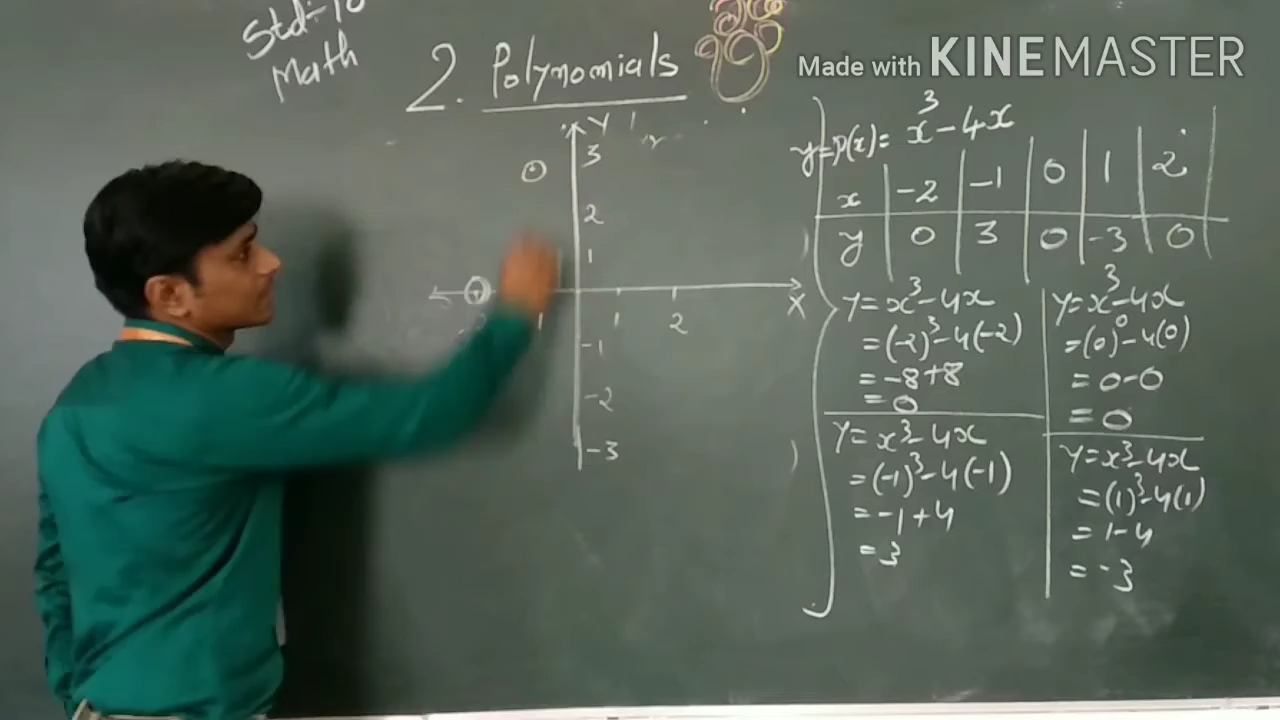 Std-10
Math
2. Polynomials
Made with KINEMASTER
Y
3
2
1
X
1
1
2
-1
-2
-3
y=p(x)= x³-4x
x -2 -1 0 1 2
y 0 3 0 -3 0
Y=x³-4x
=(-2)³-4(-2)
=-8+8
=0
Y=x³-4x
=(0)⁰-4(0)
=0-0
=0
Y=x³-4x
=(-1)³-4(-1)
=-1+4
=3
Y=x³-4x
=(1)³-4(1)
=1-4
=-3